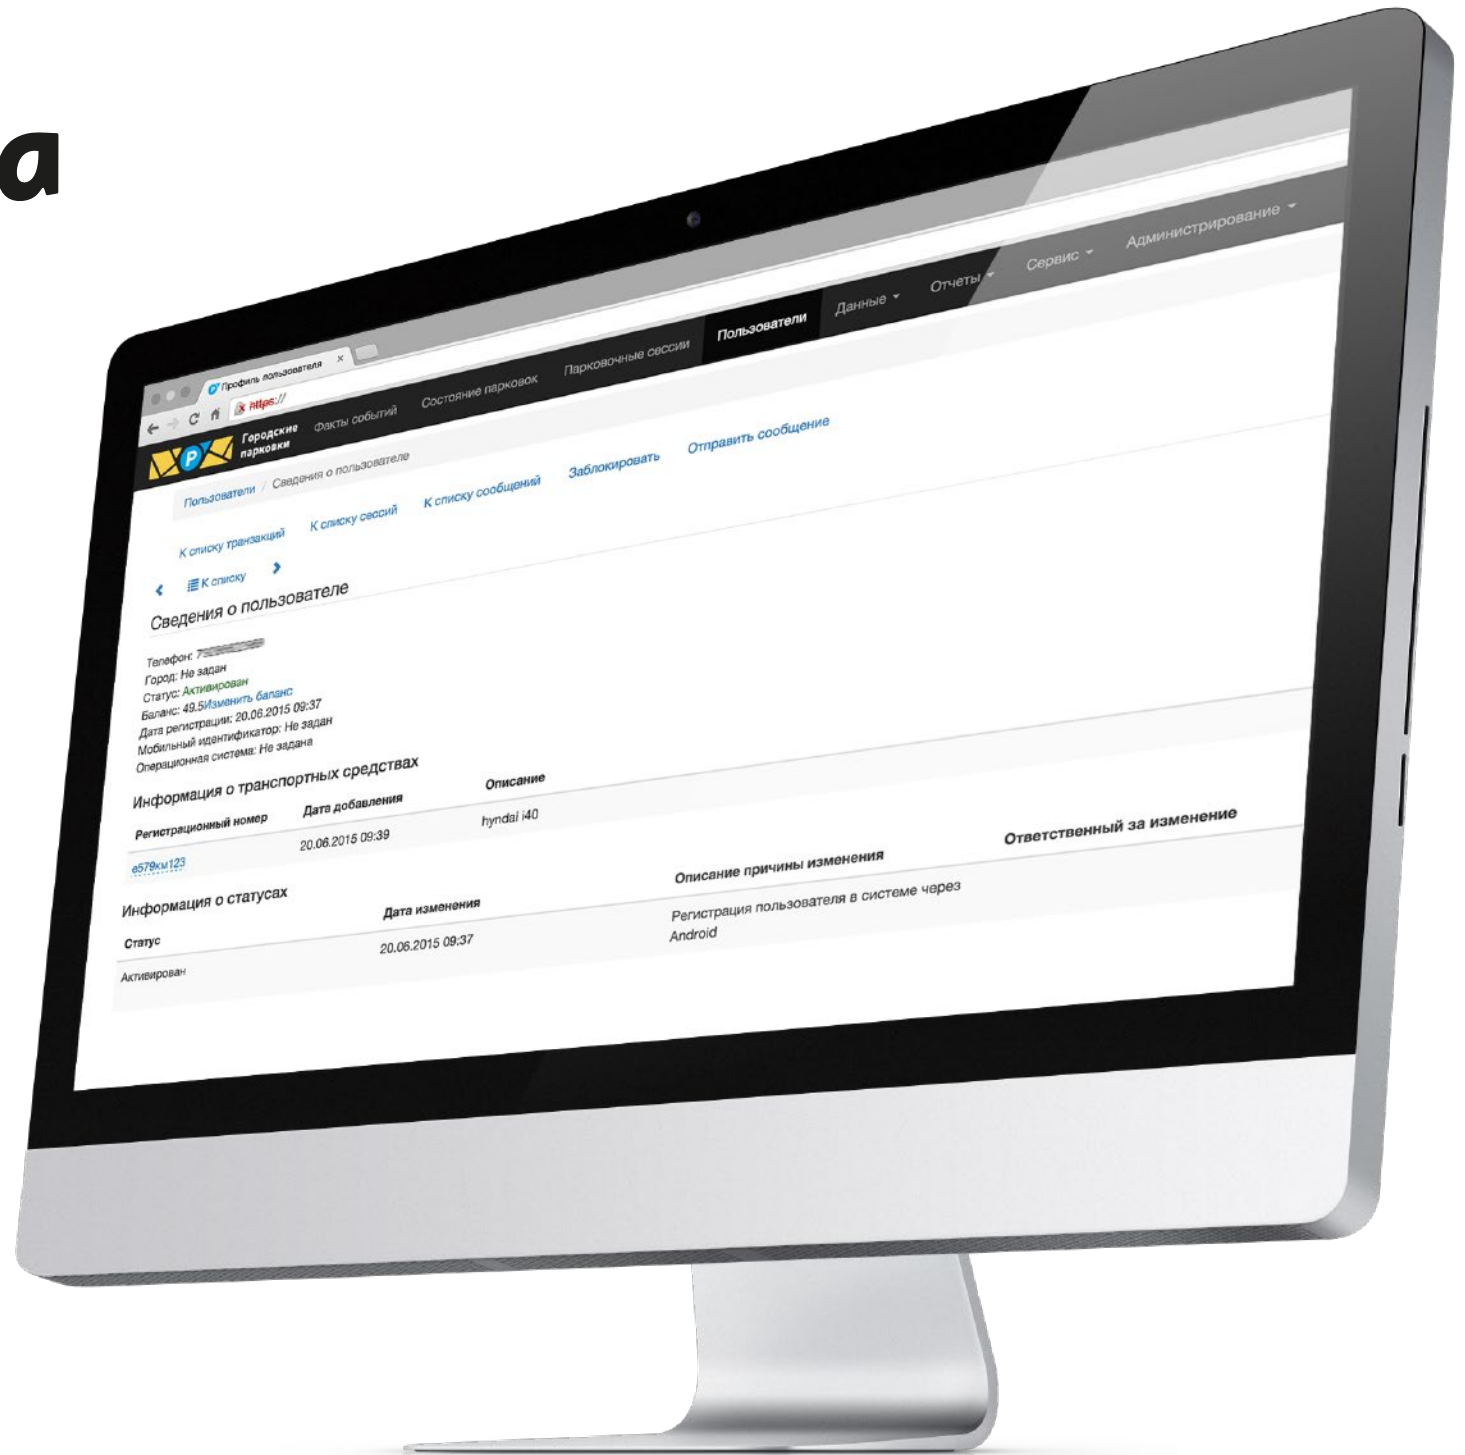 а
Профиль пользователя ×
https://
P
Городские
парковки
Факты событий
Состояние парковок
Парковочные сессии
Пользователи
Данные
Отчеты
Сервис
Администрирование
Пользователи / Сведения о пользователе
К списку транзакций
К списку сессий
К списку сообщений
Заблокировать
Отправить сообщение
К списку
Сведения о пользователе
Телефон: 7
Город: Не задан
Статус: Активирован
Баланс: 49.5Изменить баланс
Дата регистрации: 20.06.2015 09:37
Мобильный идентификатор: Не задан
Операционная система: Не задана
Информация о транспортных средствах
Регистрационный номер Дата добавления Описание
е579км123 20.06.2015 09:39 hyndai i40
Информация о статусах
Статус Дата изменения Описание причины изменения Ответственный за изменение
Активирован 20.06.2015 09:37 Регистрация пользователя в системе через
Android